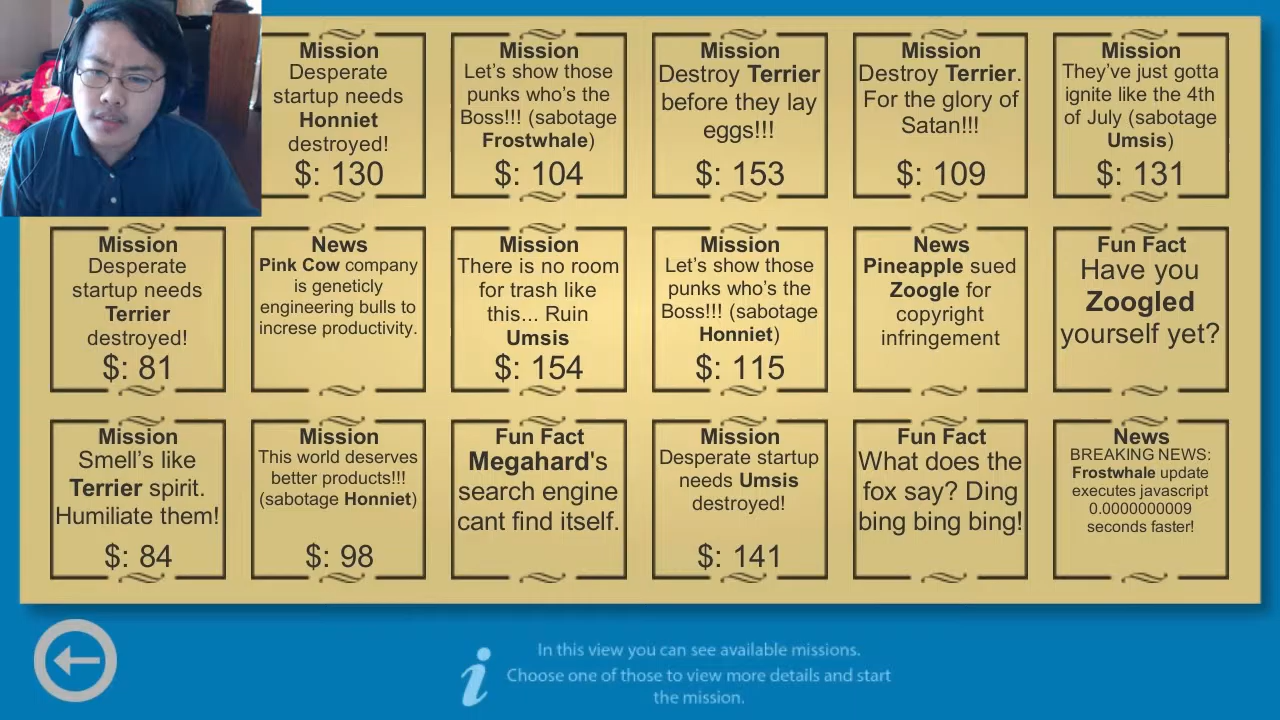 Mission
Desperate
startup needs
Honniet
destroyed!
$: 130
Mission
Let's show those
punks who's the
Boss!!! (sabotage
Frostwhale)
$: 104
Mission
Destroy Terrier
before they lay
eggs!!!
$: 153
Mission
Destroy Terrier.
For the glory of
Satan!!!
$: 109
Mission
They've just gotta
ignite like the 4th
of July (sabotage
Umsis)
$: 131
Mission
Desperate
startup needs
Terrier
destroyed!
$: 81
News
Pink Cow company
is geneticly
engineering bulls to
increse productivity.
Mission
There is no room
for trash like
this... Ruin
Umsis
$: 154
Mission
Let's show those
punks who's the
Boss!!! (sabotage
Honniet)
$: 115
News
Pineapple sued
Zoogle for
copyright
infringement
Fun Fact
Have you
Zoogled
yourself yet?
Mission
Smell's like
Terrier spirit.
Humiliate them!
$: 84
Mission
This world deserves
better products!!!
(sabotage Honniet)
$: 98
Fun Fact
Megahard's
search engine
cant find itself.
Mission
Desperate startup
needs Umsis
destroyed!
$: 141
Fun Fact
What does the
fox say? Ding
bing bing bing!
News
BREAKING NEWS:
Frostwhale update
executes javascript
0.0000000009
seconds faster!
In this view you can see available missions.
Choose one of those to view more details and start
the mission.